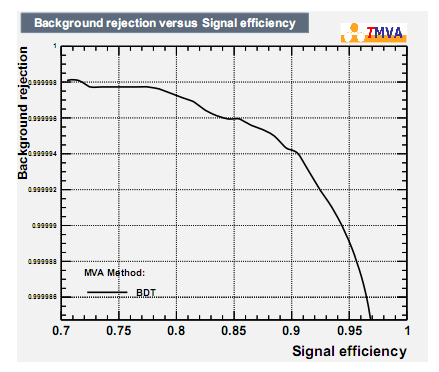 Background rejection versus Signal efficiency
TMVA
Background rejection
1
0.999998
0.999996
0.999994
0.999992
0.99999
0.999988
0.999986
MVA Method:
BDT
0.7 0.75 0.8 0.85 0.9 0.95 1
Signal efficiency